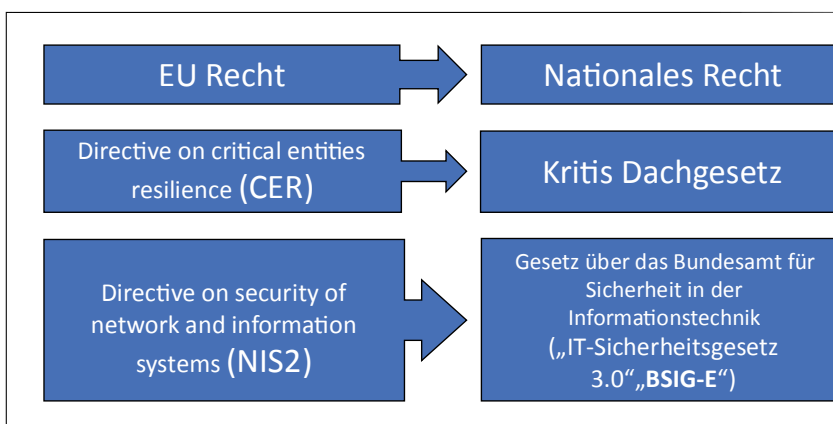 EU Recht
Nationales Recht
Directive on critical entities
resilience (CER)
Kritis Dachgesetz
Directive on security of
network and information
systems (NIS2)
Gesetz über das Bundesamt für
Sicherheit in der
Informationstechnik
(„IT-Sicherheitsgesetz
3.0“„BSIG-E“)